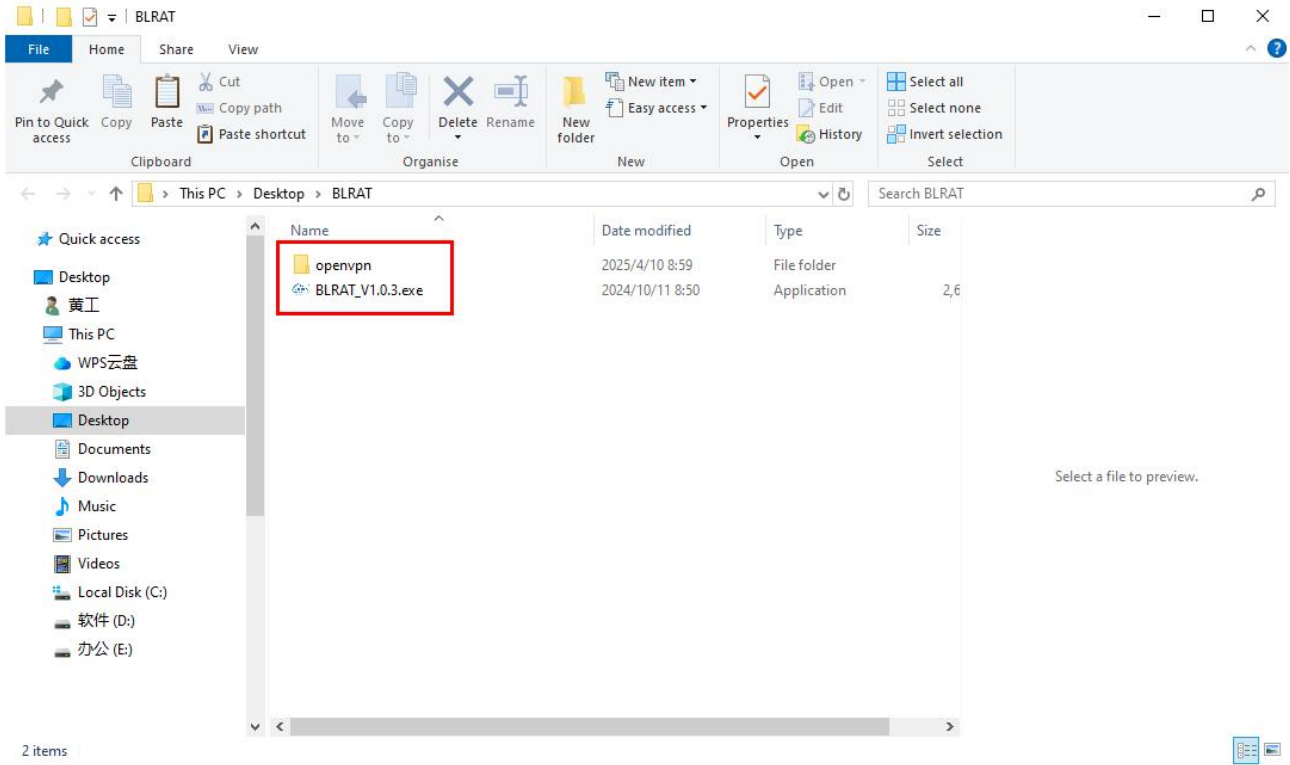 BLRAT
File Home Share View
Pin to Quick access
Copy
Paste
Cut
Copy path
Paste shortcut
Clipboard
Move to
Copy to
Delete
Rename
Organise
New folder
New item
Easy access
New
Properties
Open
Edit
History
Open
Select all
Select none
Invert selection
Select
This PC > Desktop > BLRAT
Search BLRAT
Quick access
Desktop
黄工
This PC
WPS云盘
3D Objects
Desktop
Documents
Downloads
Music
Pictures
Videos
Local Disk (C:)
软件 (D:)
办公 (E:)
Name Date modified Type Size
openvpn 2025/4/10 8:59 File folder
BLRAT_V1.0.3.exe 2024/10/11 8:50 Application 2,6
Select a file to preview.
2 items